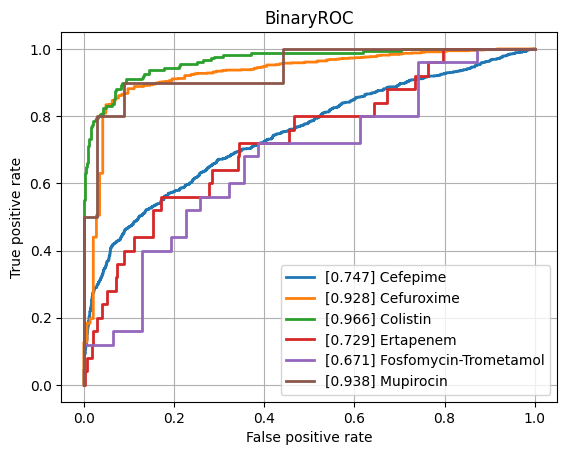 BinaryROC
True positive rate
1.0
0.8
0.6
0.4
0.2
0.0
[0.747] Cefepime
[0.928] Cefuroxime
[0.966] Colistin
[0.729] Ertapenem
[0.671] Fosfomycin-Trometamol
[0.938] Mupirocin
0.0 0.2 0.4 0.6 0.8 1.0
False positive rate